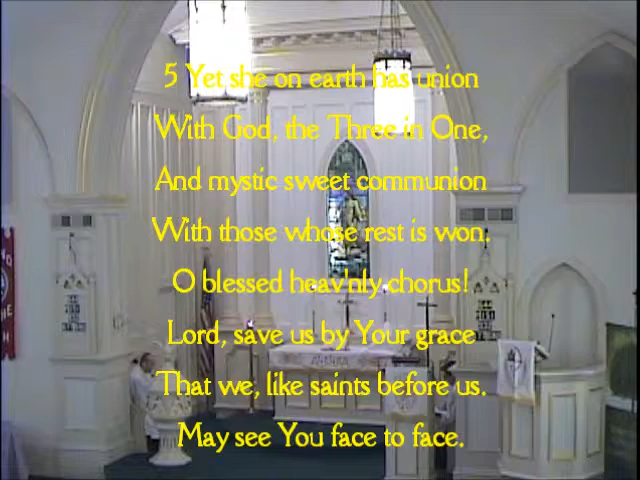 5 Yet she on earth has union
With God, the Three in One,
And mystic sweet communion
With those whose rest is won.
O blessed heav'nly chorus!
Lord, save us by Your grace
That we, like saints before us.
May see You face to face.